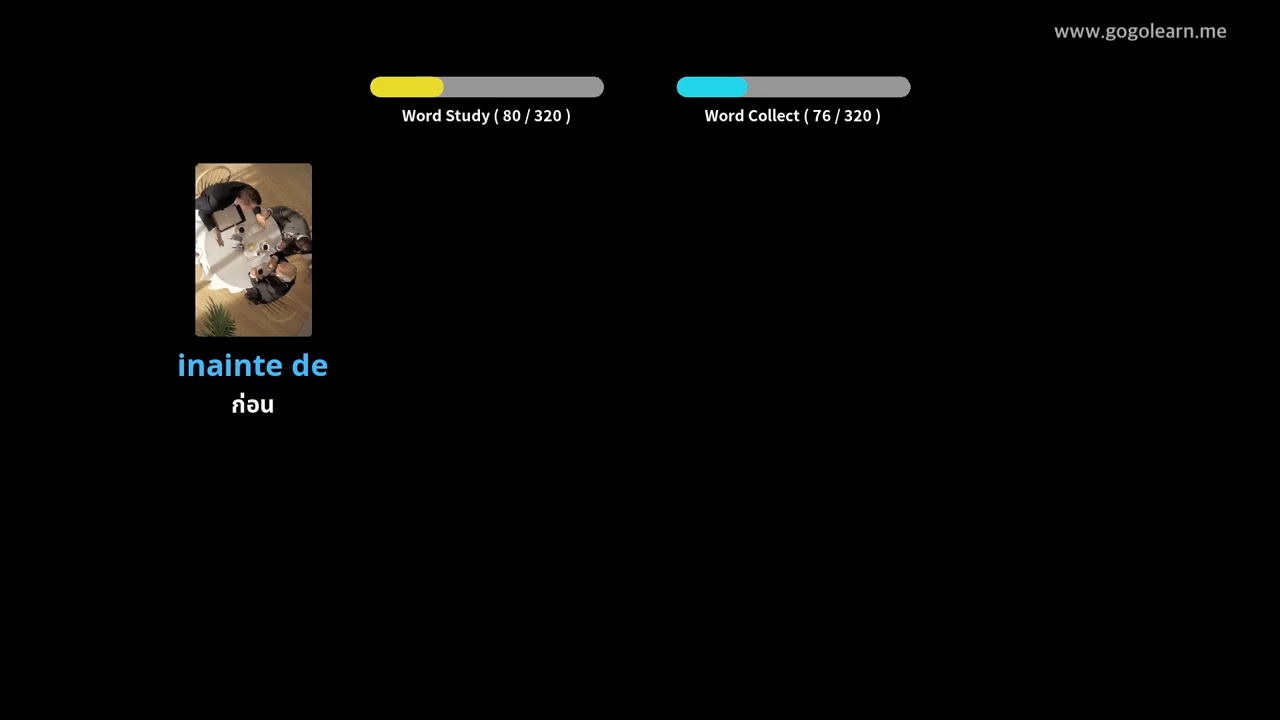 www.gogolearn.me
Word Study ( 80 / 320 )
Word Collect ( 76 / 320 )
inainte de
ก่อน